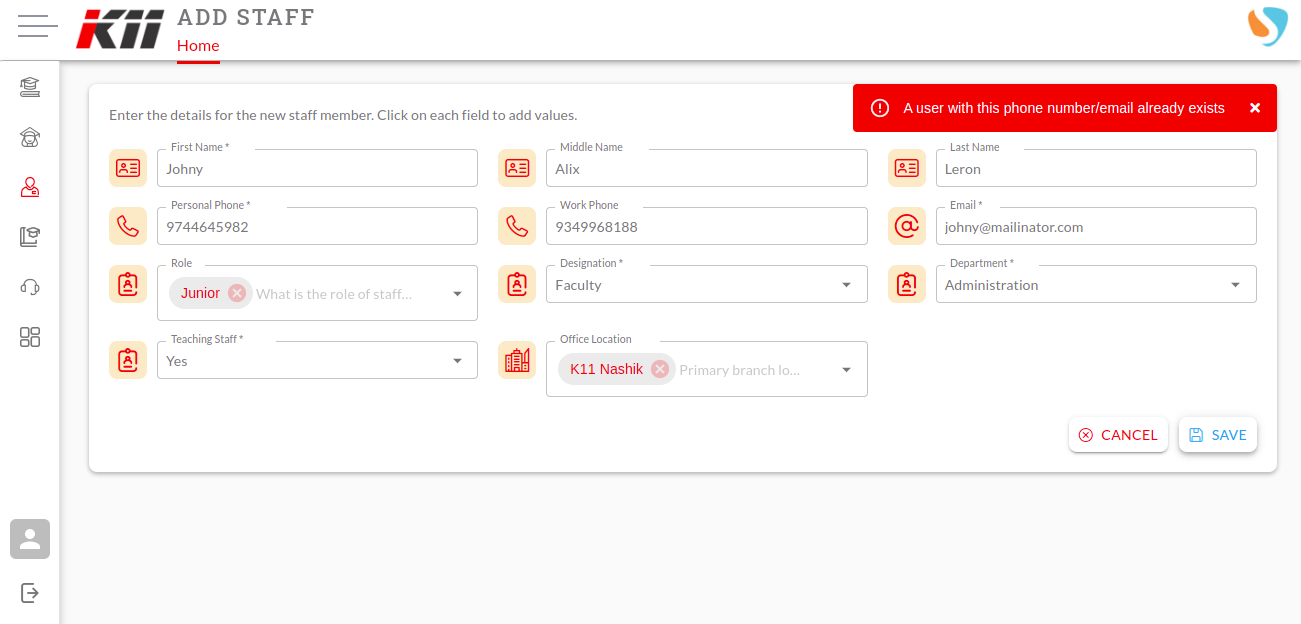 K11
ADD STAFF
Home
A user with this phone number/email already exists
Enter the details for the new staff member. Click on each field to add values.
First Name *
Johny
Middle Name
Alix
Last Name
Leron
Personal Phone *
9744645982
Work Phone
9349968188
Email *
johny@mailinator.com
Role
Junior What is the role of staff...
Designation *
Faculty
Department *
Administration
Teaching Staff *
Yes
Office Location
K11 Nashik Primary branch lo...
CANCEL
SAVE